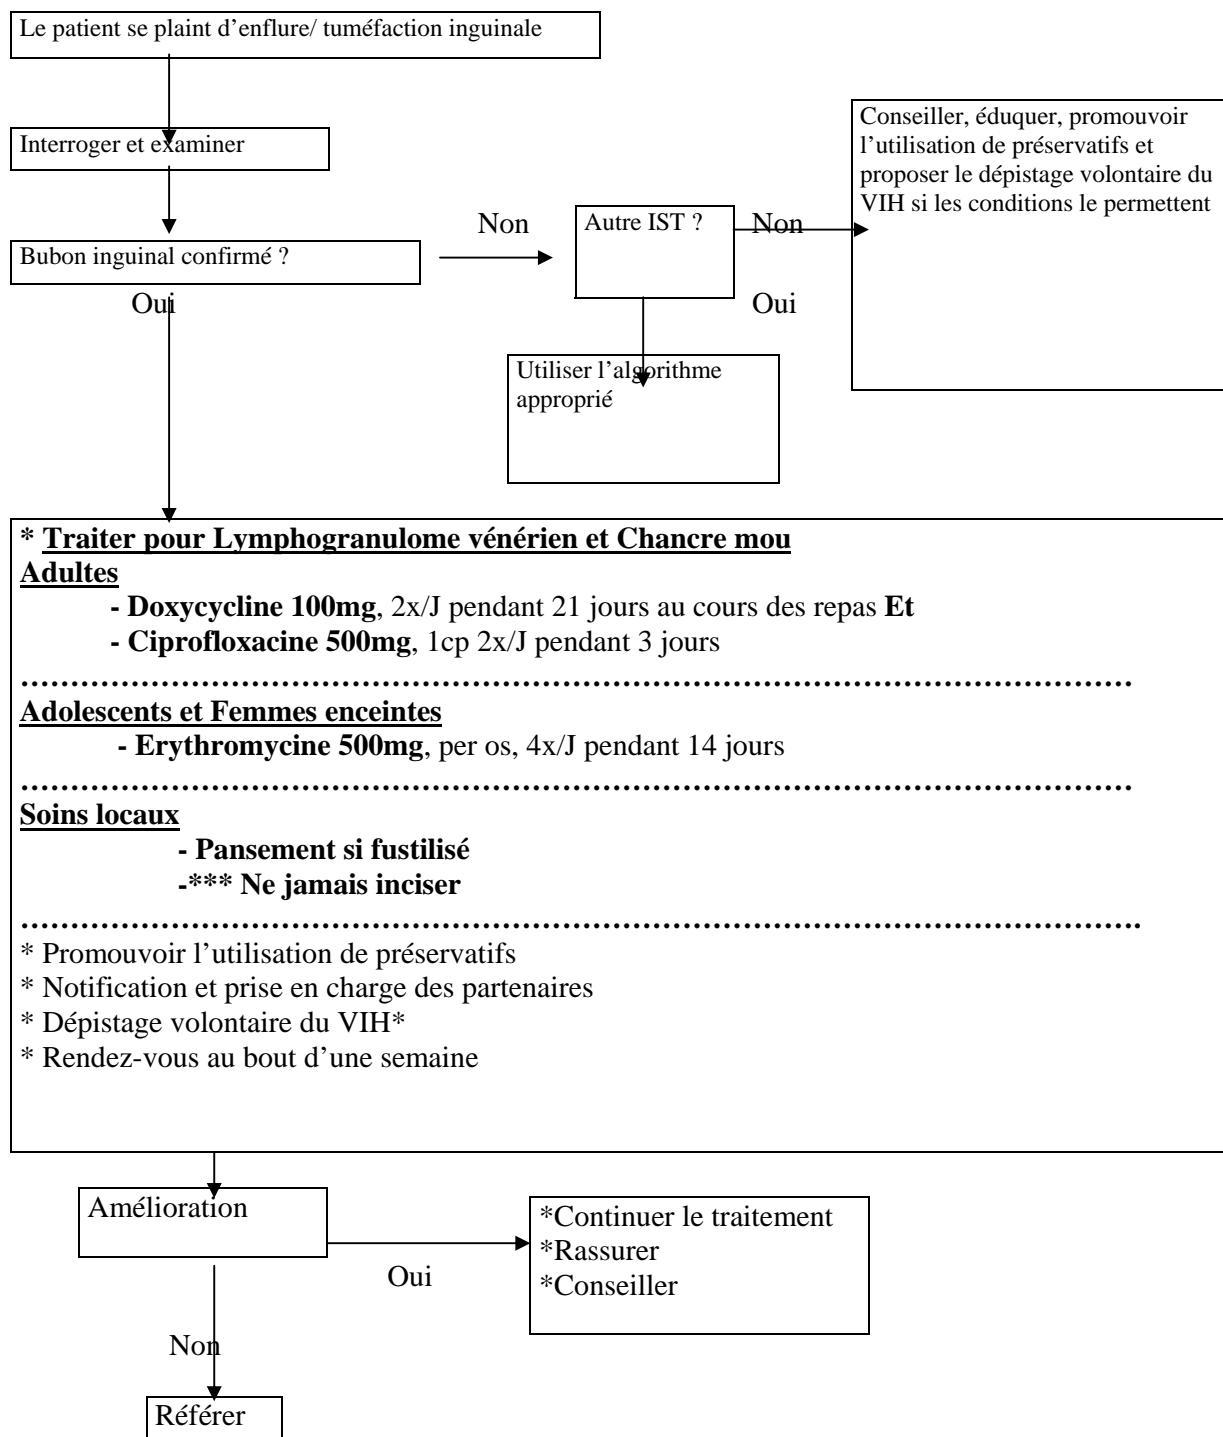 Le patient se plaint d’enflure/ tuméfaction inguinale
Interroger et examiner
Bubon inguinal confirmé ?
Non
Autre IST ?
Non
Conseiller, éduquer, promouvoir
l’utilisation de préservatifs et
proposer le dépistage volontaire du
VIH si les conditions le permettent
Oui
Oui
Utiliser l’algorithme
approprié
* Traiter pour Lymphogranulome vénérien et Chancre mou
Adultes
- Doxycycline 100mg, 2x/J pendant 21 jours au cours des repas Et
- Ciprofloxacine 500mg, 1cp 2x/J pendant 3 jours
……………………………………………………………………………………………………
Adolescents et Femmes enceintes
- Erythromycine 500mg, per os, 4x/J pendant 14 jours
……………………………………………………………………………………………………
Soins locaux
- Pansement si fustilisé
-*** Ne jamais inciser
…………………………………………………………………………………………………….
* Promouvoir l’utilisation de préservatifs
* Notification et prise en charge des partenaires
* Dépistage volontaire du VIH*
* Rendez-vous au bout d’une semaine
Amélioration
Oui
*Continuer le traitement
*Rassurer
*Conseiller
Non
Référer